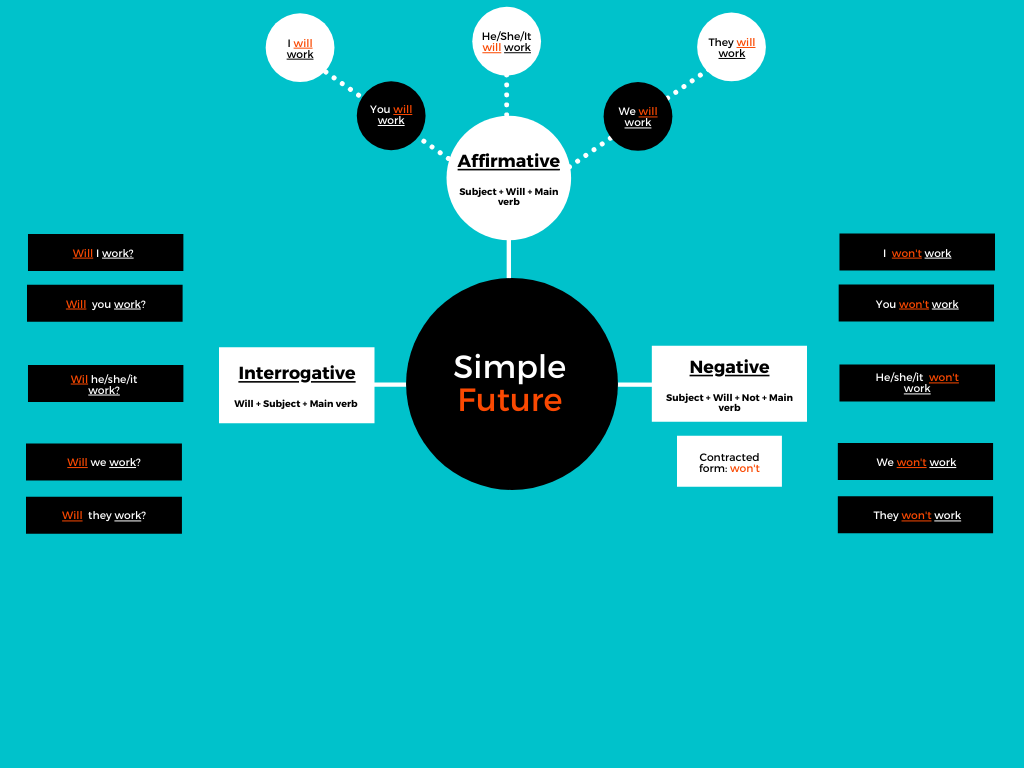 I will
work
You will
work
He/She/It
will work
We will
work
They will
work
Affirmative
Subject + Will + Main
verb
Simple
Future
Interrogative
Will + Subject + Main verb
Will I work?
Will you work?
Wil he/she/it
work?
Will we work?
Will they work?
Negative
Subject + Will + Not + Main
verb
Contracted
form: won't
I won't work
You won't work
He/She/it won't
work
We won't work
They won't work